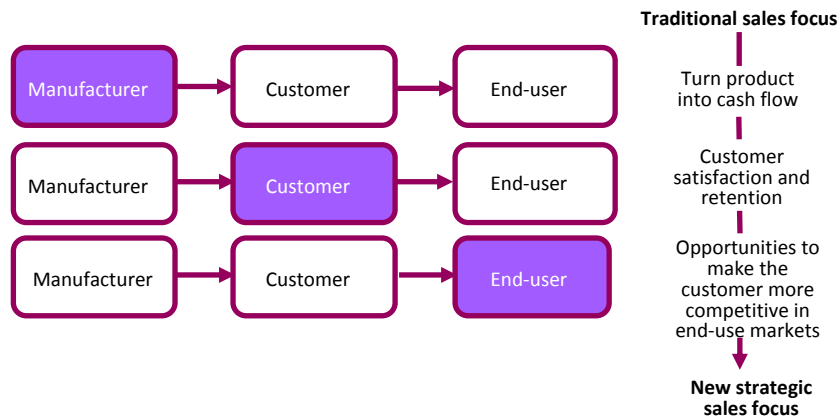 Traditional sales focus
Manufacturer
Customer
End-user
Turn product
into cash flow
Manufacturer
Customer
End-user
Customer
satisfaction and
retention
Manufacturer
Customer
End-user
Opportunities to
make the
customer more
competitive in
end-use markets
New strategic
sales focus